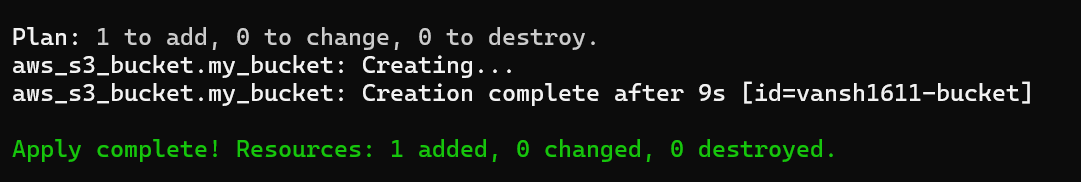 Plan: 1 to add, 0 to change, 0 to destroy.
aws_s3_bucket.my_bucket: Creating...
aws_s3_bucket.my_bucket: Creation complete after 9s [id=vansh1611-bucket]
Apply complete! Resources: 1 added, 0 changed, 0 destroyed.